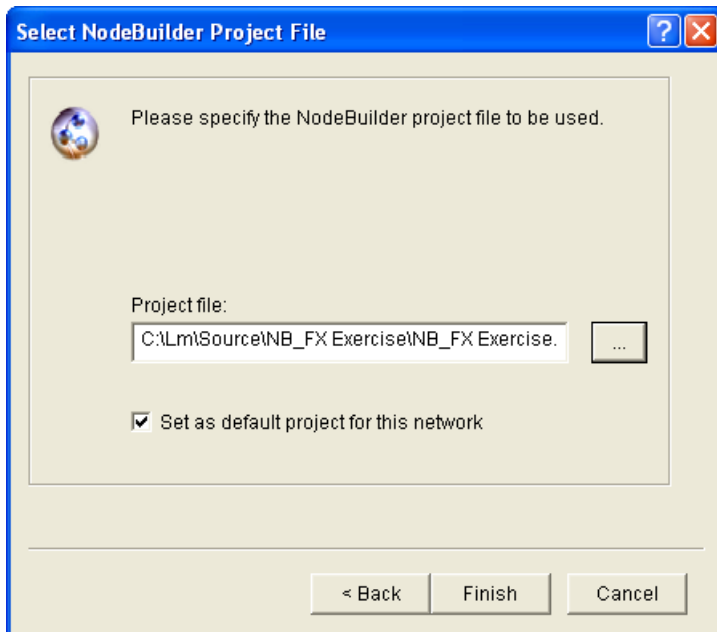 Select NodeBuilder Project File
Please specify the NodeBuilder project file to be used.
Project file:
C:\Lm\Source\NB_FX Exercise\NB_FX Exercise.
...
Set as default project for this network
< Back Finish Cancel